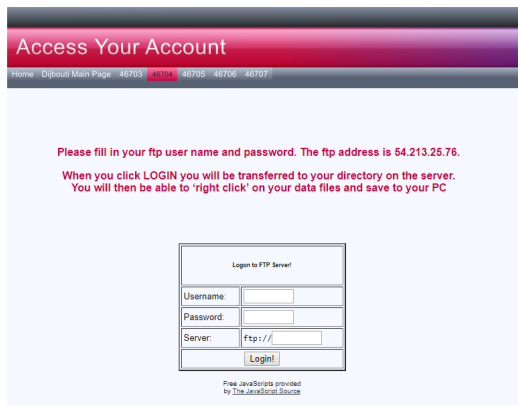 Access Your Account
Home Dijbouti Main Page 46703 46704 46705 46706 46707
Please fill in your ftp user name and password. The ftp address is 54.213.25.76.
When you click LOGIN you will be transferred to your directory on the server.
You will then be able to ‘right click’ on your data files and save to your PC
Logon to FTP Server!
Username:
Password:
Server: ftp://
Login!
Free JavaScripts provided
by The JavaScript Source